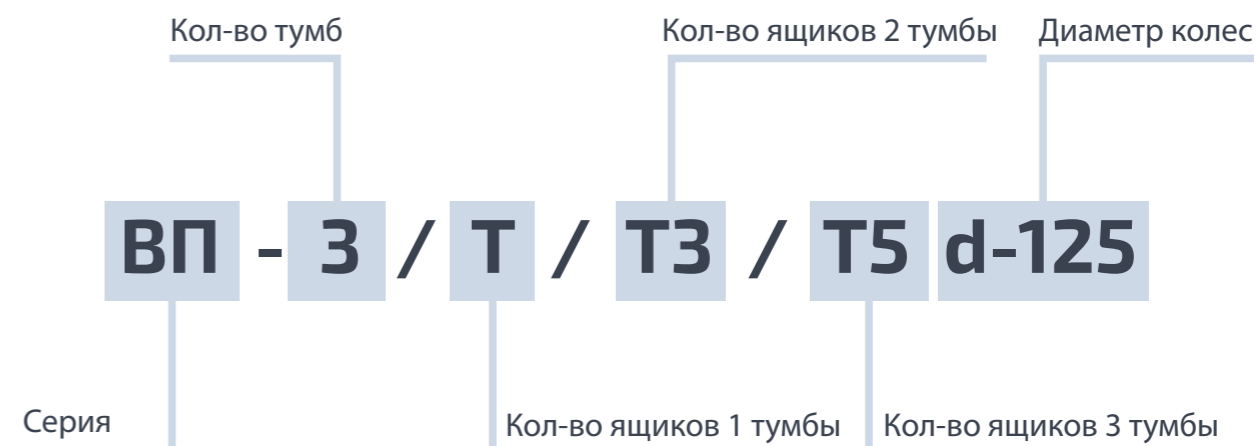 Кол-во тумб
Кол-во ящиков 2 тумбы
Диаметр колес
ВП - 3 / Т / Т3 / Т5 d-125
Серия
Кол-во ящиков 1 тумбы
Кол-во ящиков 3 тумбы